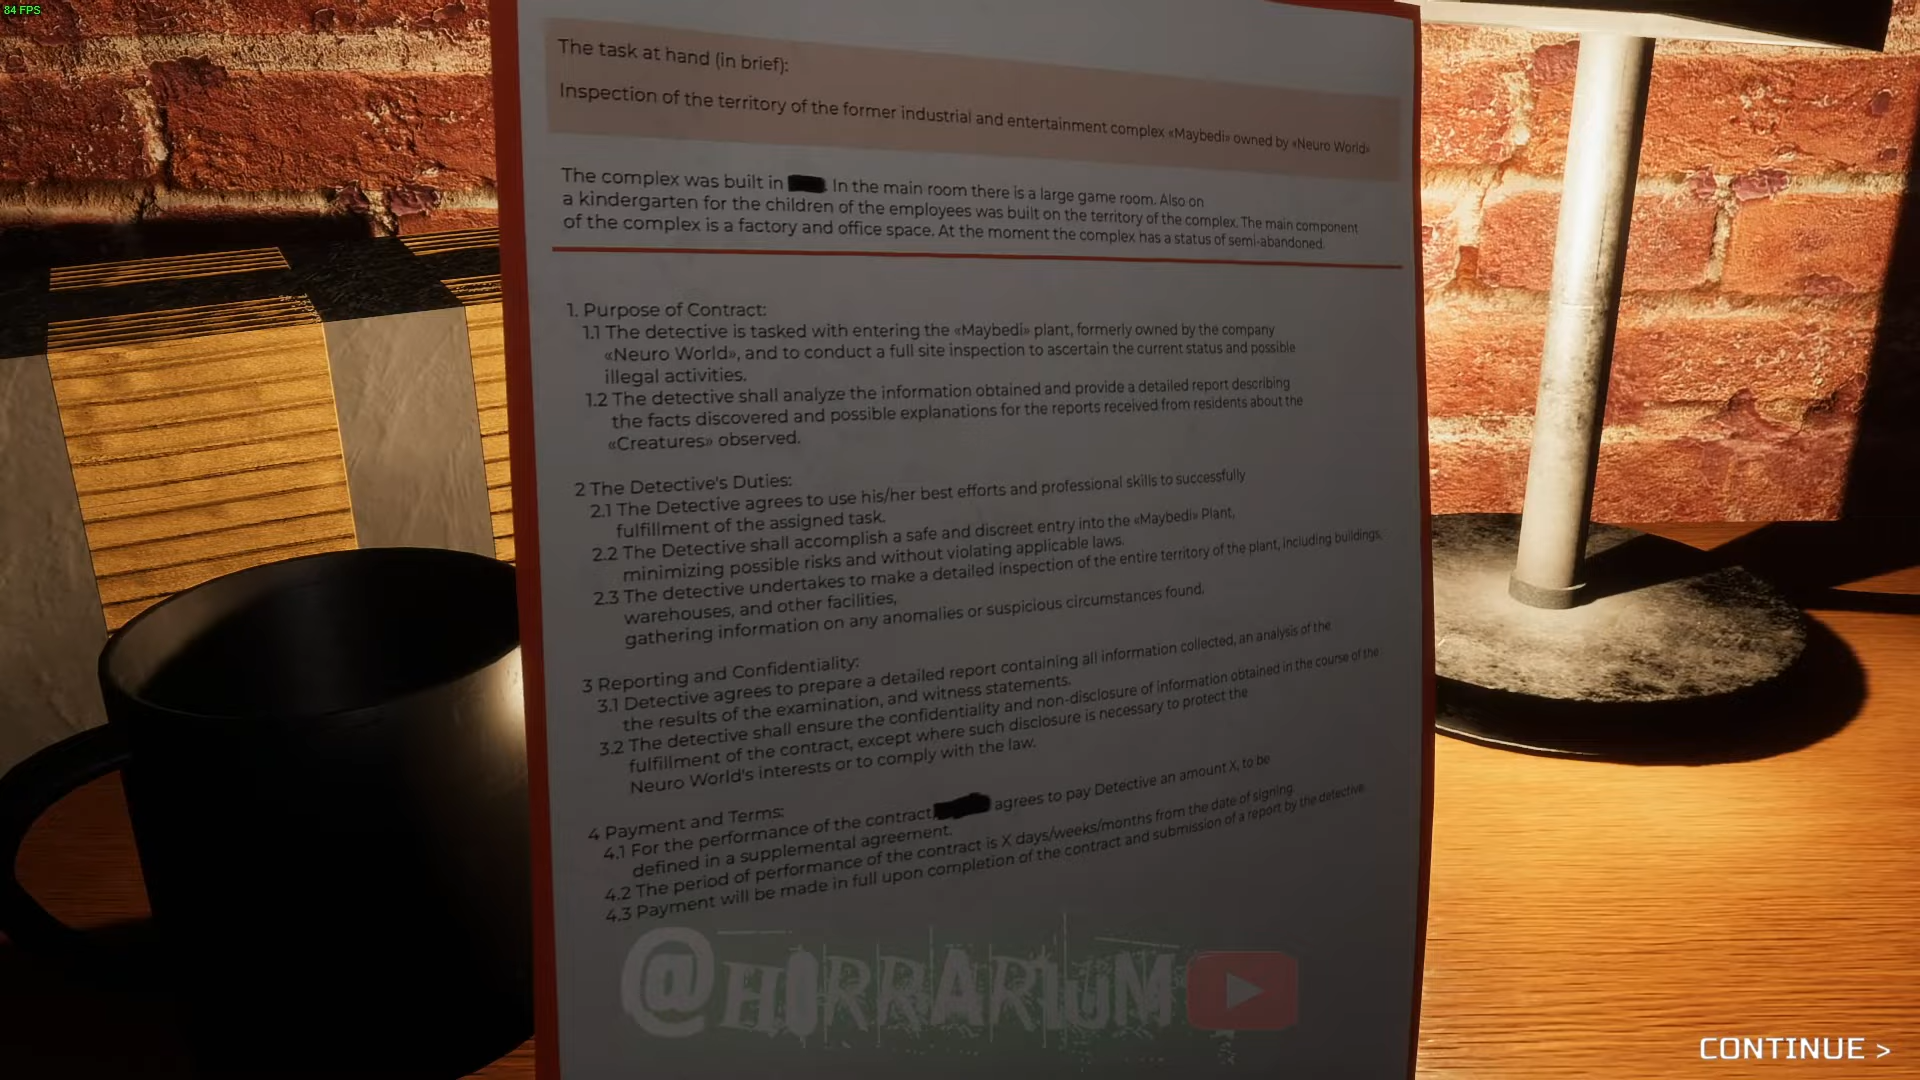 84 FPS
The task at hand (in brief):
Inspection of the territory of the former industrial and entertainment complex «Maybedi» owned by «Neuro World»
The complex was built in In the main room there is a large game room. Also on
a kindergarten for the children of the employees was built on the territory of the complex. The main component
of the complex is a factory and office space. At the moment the complex has a status of semi-abandoned.
1. Purpose of Contract:
1.1 The detective is tasked with entering the «Maybedi» plant, formerly owned by the company
«Neuro World», and to conduct a full site inspection to ascertain the current status and possible
illegal activities.
1.2 The detective shall analyze the information obtained and provide a detailed report describing
the facts discovered and possible explanations for the reports received from residents about the
«Creatures» observed.
2 The Detective's Duties:
2.1 The Detective agrees to use his/her best efforts and professional skills to successfully
fulfillment of the assigned task.
2.2 The Detective shall accomplish a safe and discreet entry into the «Maybedi» Plant,
minimizing possible risks and without violating applicable laws.
2.3 The detective undertakes to make a detailed inspection of the entire territory of the plant, including buildings,
warehouses, and other facilities,
gathering information on any anomalies or suspicious circumstances found.
3 Reporting and Confidentiality:
3.1 Detective agrees to prepare a detailed report containing all information collected, an analysis of the
the results of the examination, and witness statements.
3.2 The detective shall ensure the confidentiality and non-disclosure of information obtained in the course of the
fulfillment of the contract, except where such disclosure is necessary to protect the
Neuro World's interests or to comply with the law.
4 Payment and Terms:
4.1 For the performance of the contract, agrees to pay Detective an amount X, to be
defined in a supplemental agreement.
4.2 The period of performance of the contract is X days/weeks/months from the date of signing
4.3 Payment will be made in full upon completion of the contract and submission of a report by the detective
@HIRRARIUM
CONTINUE >